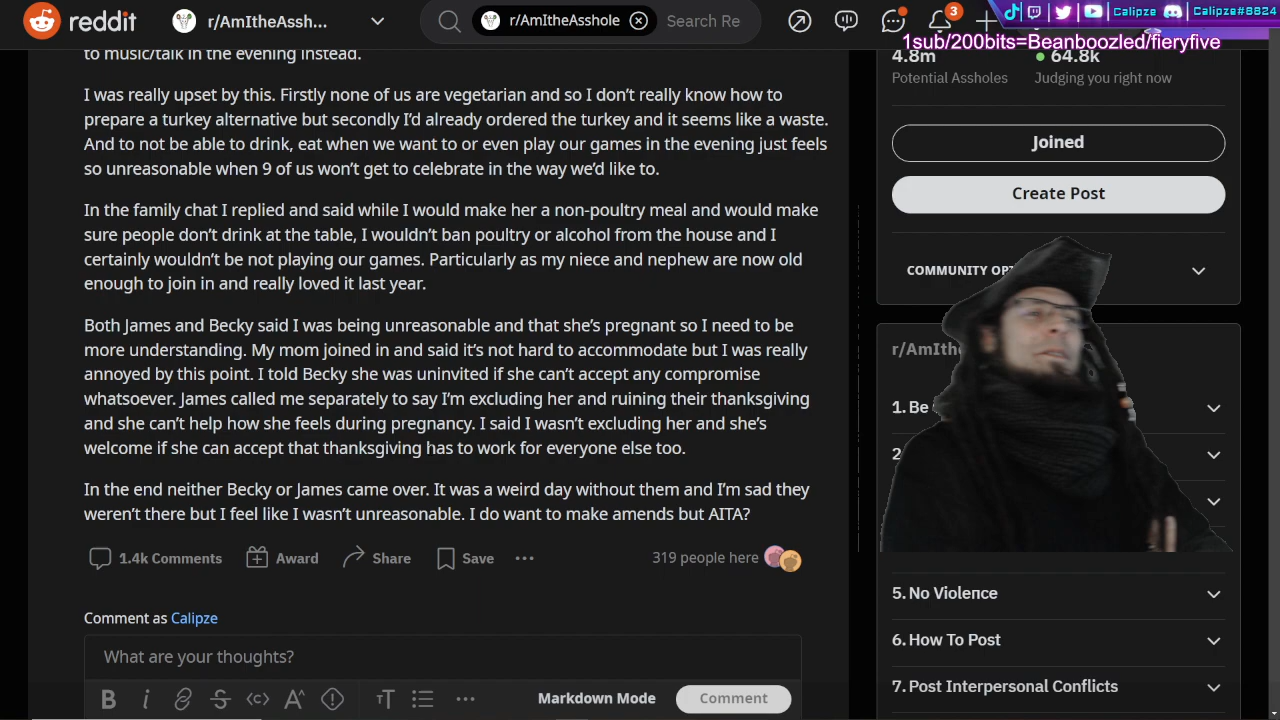 reddit
r/AmItheAssh...
r/AmItheAsshole
Search Re
3
Calipze
Calipze#8824
1sub/200bits=Beanboozled/fieryfive
to music/talk in the evening instead.
I was really upset by this. Firstly none of us are vegetarian and so I don't really know how to
prepare a turkey alternative but secondly I'd already ordered the turkey and it seems like a waste.
And to not be able to drink, eat when we want to or even play our games in the evening just feels
so unreasonable when 9 of us won't get to celebrate in the way we'd like to.
In the family chat I replied and said while I would make her a non-poultry meal and would make
sure people don't drink at the table, I wouldn't ban poultry or alcohol from the house and I
certainly wouldn't be not playing our games. Particularly as my niece and nephew are now old
enough to join in and really loved it last year.
Both James and Becky said I was being unreasonable and that she's pregnant so I need to be
more understanding. My mom joined in and said it's not hard to accommodate but I was really
annoyed by this point. I told Becky she was uninvited if she can't accept any compromise
whatsoever. James called me separately to say I'm excluding her and ruining their thanksgiving
and she can't help how she feels during pregnancy. I said I wasn't excluding her and she's
welcome if she can accept that thanksgiving has to work for everyone else too.
In the end neither Becky or James came over. It was a weird day without them and I'm sad they
weren't there but I feel like I wasn't unreasonable. I do want to make amends but AITA?
1.4k Comments
Award
Share
Save
319 people here
Comment as Calipze
What are your thoughts?
Markdown Mode
Comment
4.8m
64.8k
Potential Assholes
Judging you right now
Joined
Create Post
COMMUNITY OPT
r/AmIthe
1. Be
2
5. No Violence
6. How To Post
7. Post Interpersonal Conflicts